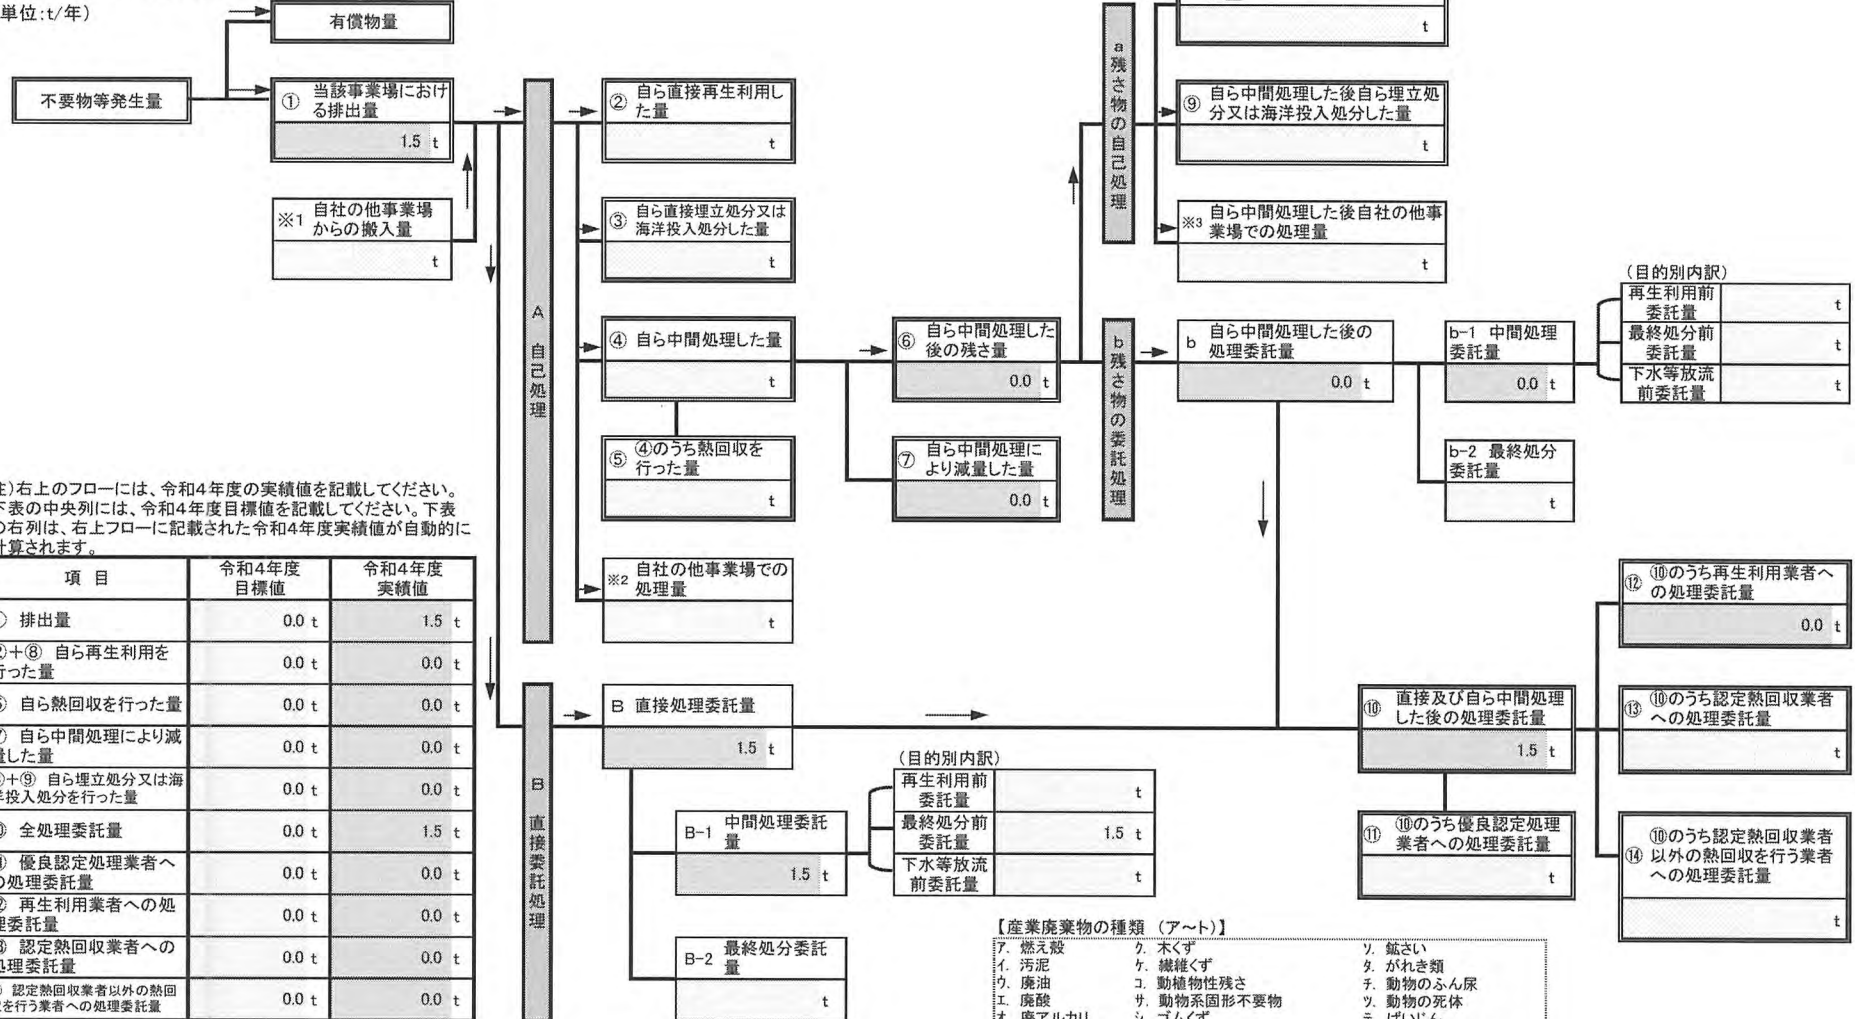 単位:t/年)
有償物量
不要物等発生量
① 当該事業場におけ
る排出量
1.5 t
※1 自社の他事業場
からの搬入量
t
A 自己処理
② 自ら直接再生利用し
た量
t
③ 自ら直接埋立処分又は
海洋投入処分した量
t
④ 自ら中間処理した量
t
⑤ ④のうち熱回収を
行った量
t
※2 自社の他事業場での
処理量
t
⑥ 自ら中間処理した
後の残さ量
0.0 t
⑦ 自ら中間処理に
より減量した量
0.0 t
a 残さ物の自己処理
t
⑨ 自ら中間処理した後自ら埋立処
分又は海洋投入処分した量
t
※3 自ら中間処理した後自社の他事
業場での処理量
t
b 残さ物の委託処理
b 自ら中間処理した後の
処理委託量
0.0 t
b-1 中間処理
委託量
0.0 t
(目的別内訳)
再生利用前
委託量 t
最終処分前
委託量 t
下水等放流
前委託量 t
b-2 最終処分
委託量
t
)右上のフローには、令和4年度の実績値を記載してください。
下表の中央列には、令和4年度目標値を記載してください。下表
の右列は、右上フローに記載された令和4年度実績値が自動的に
計算されます。
項 目 令和4年度
目標値 令和4年度
実績値
排出量 0.0 t 1.5 t
+⑧ 自ら再生利用を
行った量 0.0 t 0.0 t
自ら熱回収を行った量 0.0 t 0.0 t
自ら中間処理により減
量した量 0.0 t 0.0 t
+⑨ 自ら埋立処分又は海
洋投入処分を行った量 0.0 t 0.0 t
全処理委託量 0.0 t 1.5 t
優良認定処理業者へ
の処理委託量 0.0 t 0.0 t
再生利用業者への処
理委託量 0.0 t 0.0 t
認定熱回収業者への
処理委託量 0.0 t 0.0 t
認定熱回収業者以外の熱回
収を行う業者への処理委託量 0.0 t 0.0 t
B 直接委託処理
B 直接処理委託量
1.5 t
B-1 中間処理委託
量
1.5 t
(目的別内訳)
再生利用前
委託量 t
最終処分前
委託量 1.5 t
下水等放流
前委託量 t
B-2 最終処分委託
量
t
⑩ 直接及び自ら中間処理
した後の処理委託量
1.5 t
⑪ ⑩のうち優良認定処理
業者への処理委託量
t
⑫ ⑩のうち再生利用業者へ
の処理委託量
0.0 t
⑬ ⑩のうち認定熱回収業者
への処理委託量
t
⑭ ⑩のうち認定熱回収業者
以外の熱回収を行う業者
への処理委託量
t
【産業廃棄物の種類 (ア~ト)】
ア. 燃え殻 ク. 木くず ソ. 鉱さい
イ. 汚泥 ケ. 繊維くず タ. がれき類
ウ. 廃油 コ. 動植物性残さ チ. 動物のふん尿
エ. 廃酸 サ. 動物系固形不要物 ツ. 動物の死体
オ. 廃アルカリ シ. ゴムくず テ. ばいじん